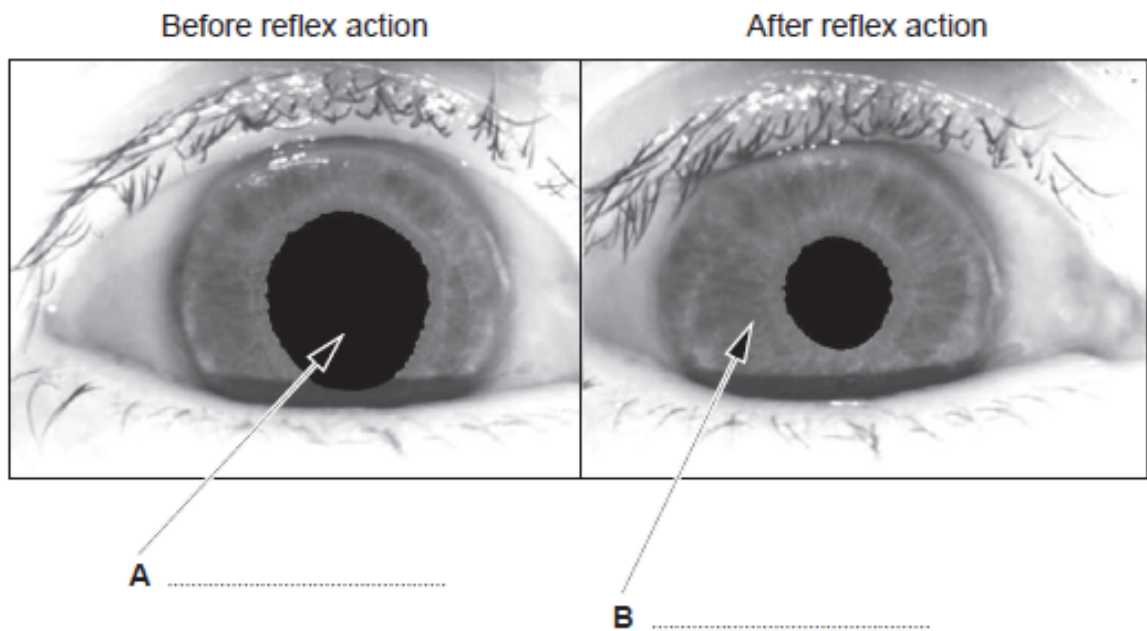 Before reflex action
After reflex action
A ................................................
B ................................................